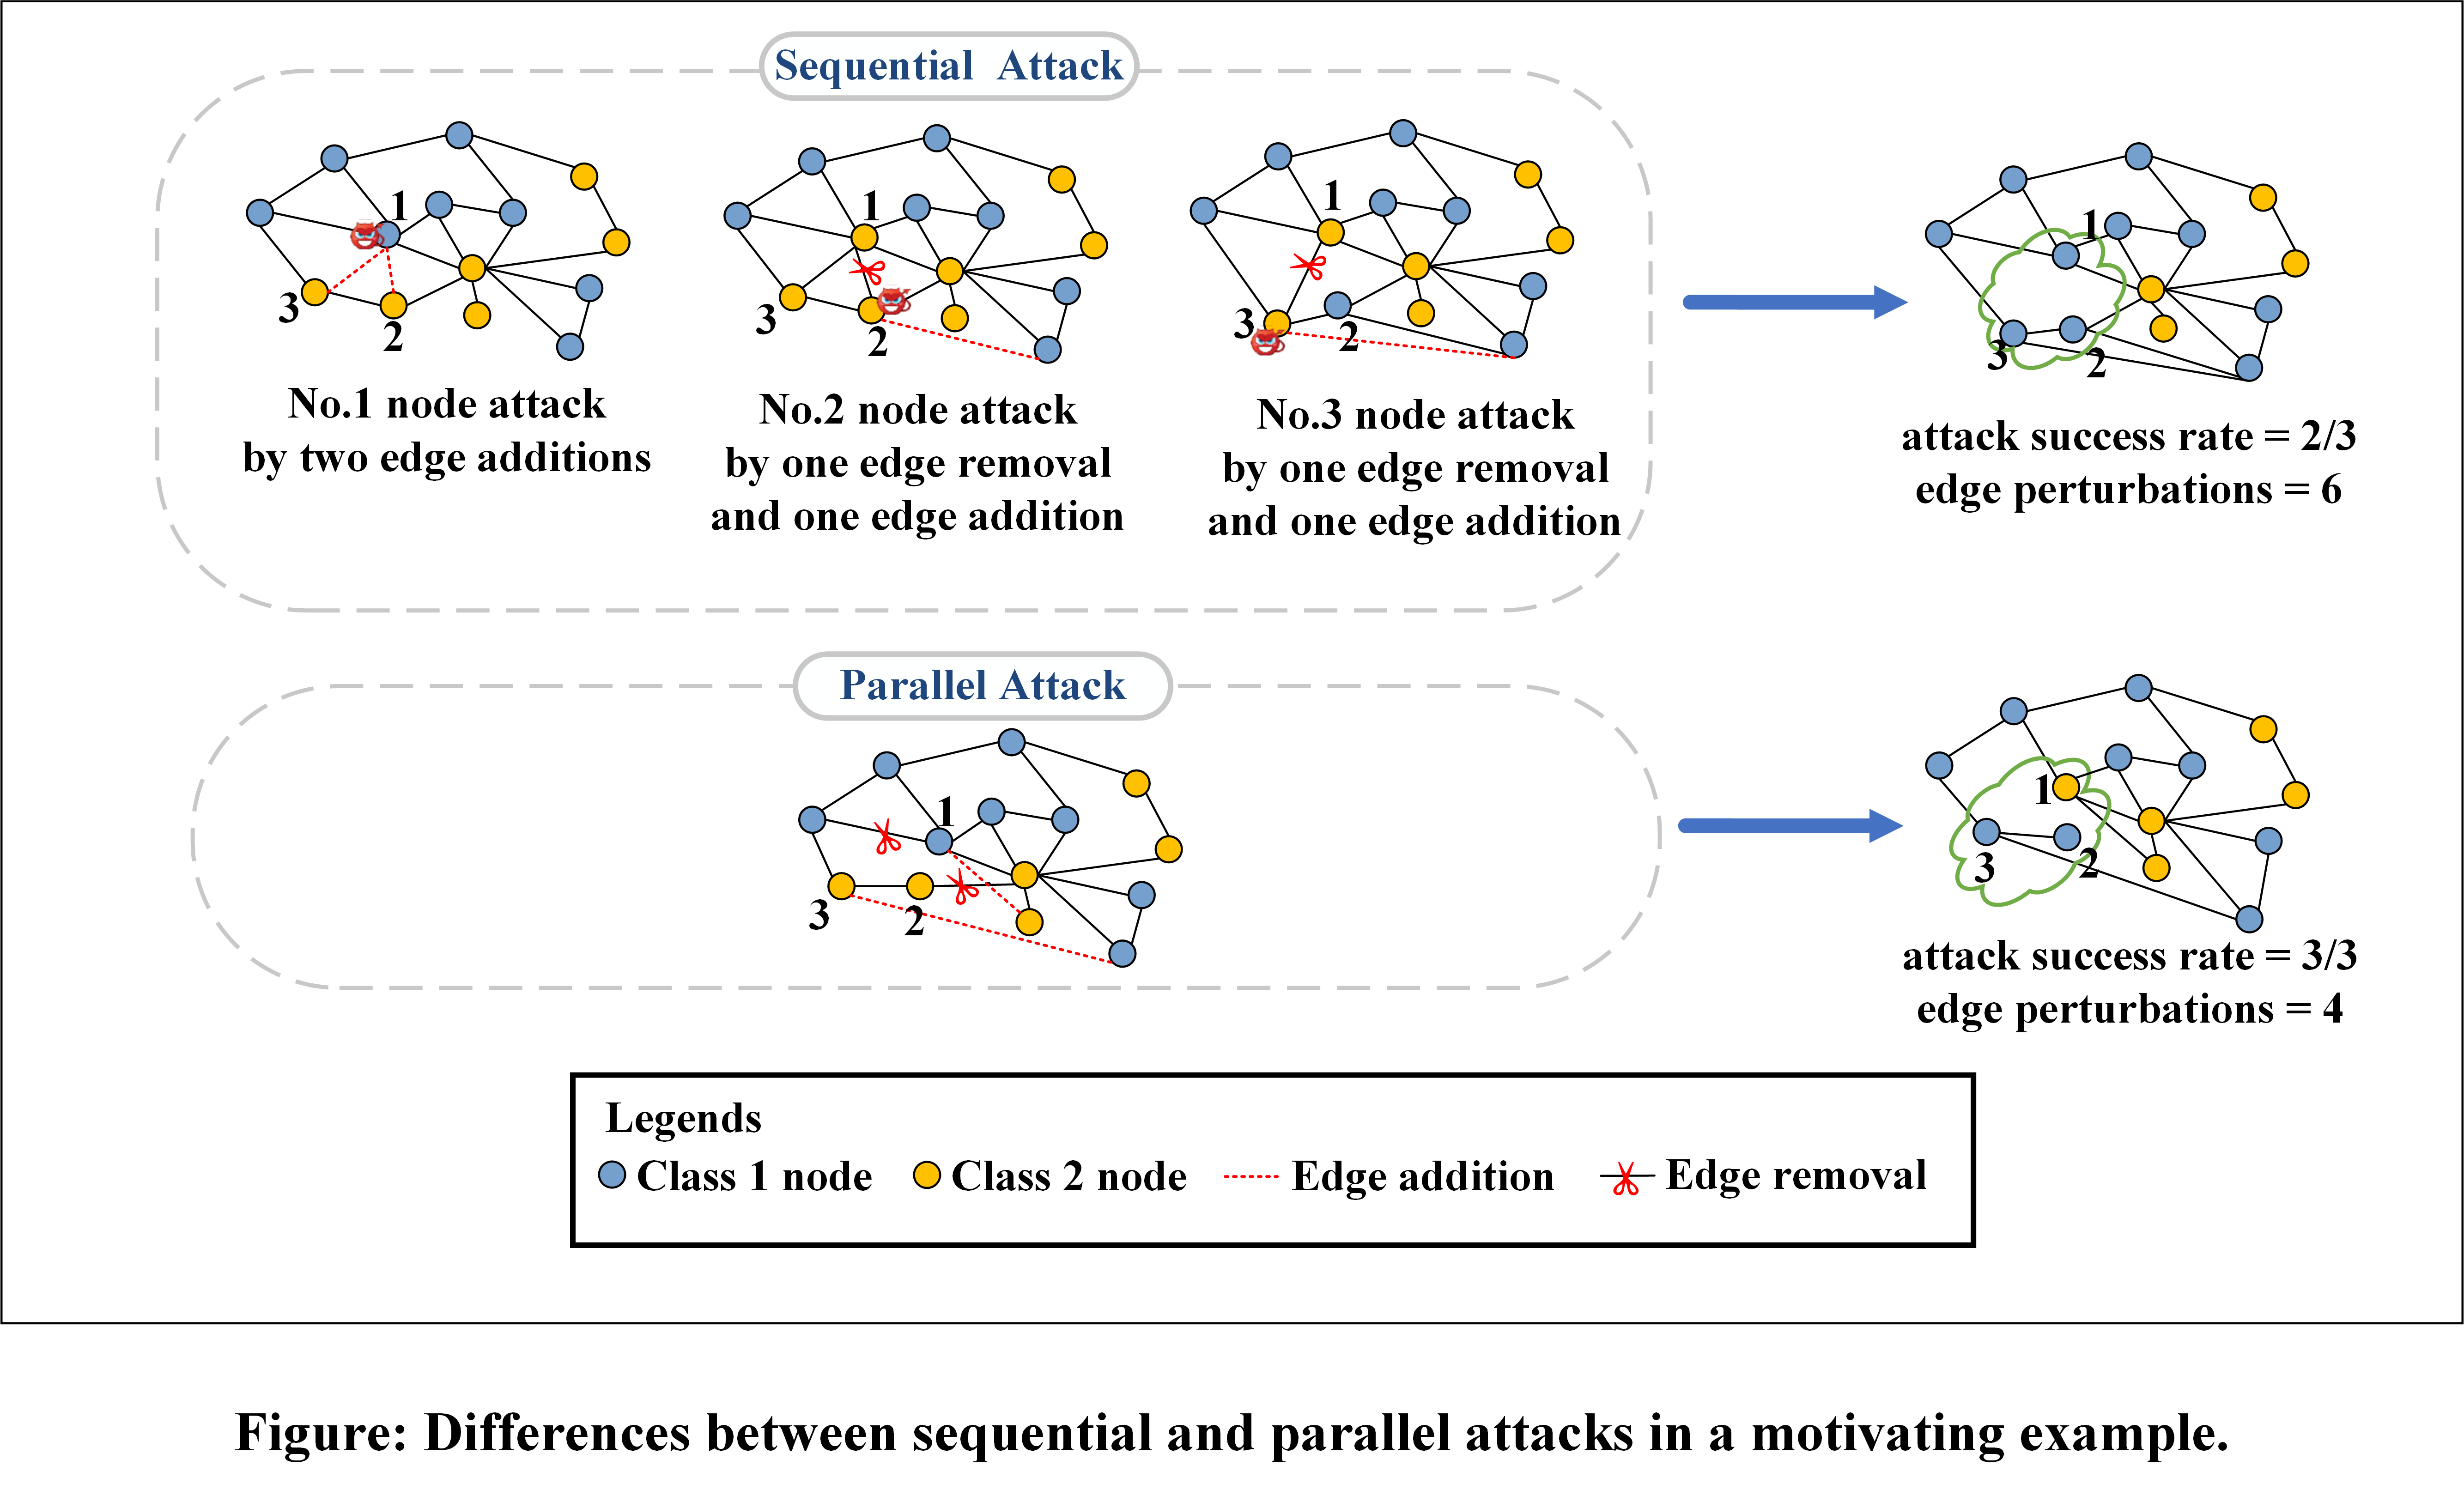 Sequential Attack
1
3
2
No.1 node attack
by two edge additions
1
3
2
No.2 node attack
by one edge removal
and one edge addition
1
3
2
No.3 node attack
by one edge removal
and one edge addition
1
3
2
attack success rate = 2/3
edge perturbations = 6
Parallel Attack
1
3
2
1
3
2
attack success rate = 3/3
edge perturbations = 4
Legends
Class 1 node
Class 2 node
Edge addition
Edge removal
Figure: Differences between sequential and parallel attacks in a motivating example.